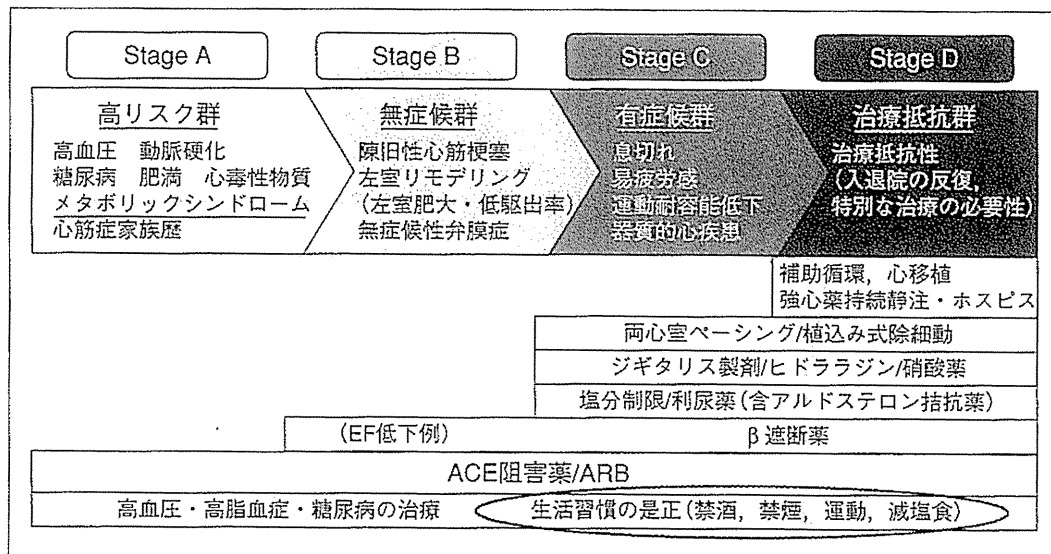 Stage A
Stage B
Stage C
Stage D
高リスク群
高血圧 動脈硬化
糖尿病 肥満 心毒性物質
メタボリックシンドローム
心筋症家族歴
無症候群
陳旧性心筋梗塞
左室リモデリング
(左室肥大・低駆出率)
無症候性弁膜症
有症候群
息切れ
易疲労感
運動耐容能低下
器質的心疾患
治療抵抗群
治療抵抗性
(入退院の反復,
特別な治療の必要性)
補助循環, 心移植
強心薬持続静注・ホスピス
両心室ペーシング/植込み式除細動
ジギタリス製剤/ヒドララジン/硝酸薬
塩分制限/利尿薬(含アルドステロン拮抗薬)
(EF低下例) β遮断薬
ACE阻害薬/ARB
高血圧・高脂血症・糖尿病の治療 生活習慣の是正(禁酒, 禁煙, 運動, 減塩食)